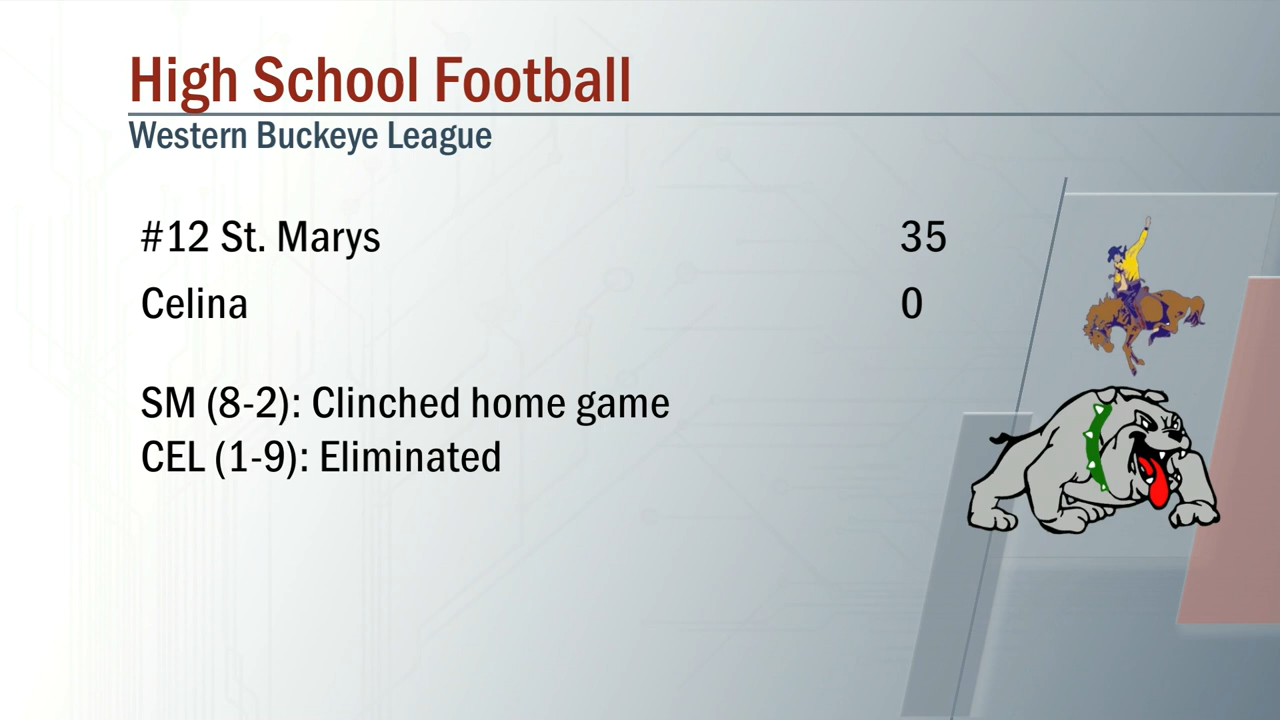 High School Football
Western Buckeye League
#12 St. Marys 35
Celina 0
SM (8-2): Clinched home game
CEL (1-9): Eliminated